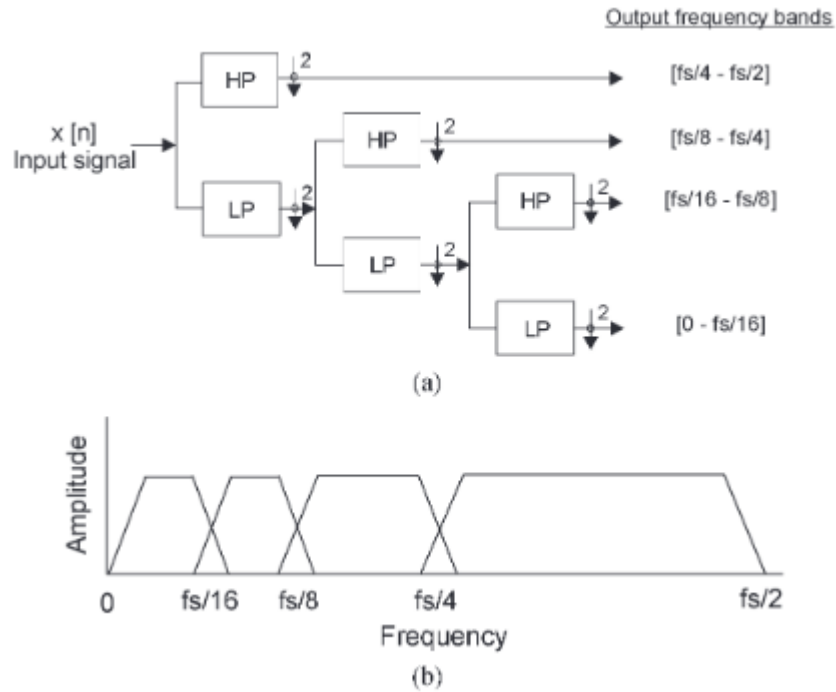 Output frequency bands
HP
2
[fs/4 - fs/2]
x [n]
Input signal
HP
2
[fs/8 - fs/4]
LP
2
HP
2
[fs/16 - fs/8]
LP
2
LP
2
[0 - fs/16]
(a)
Amplitude
0
fs/16
fs/8
fs/4
fs/2
Frequency
(b)